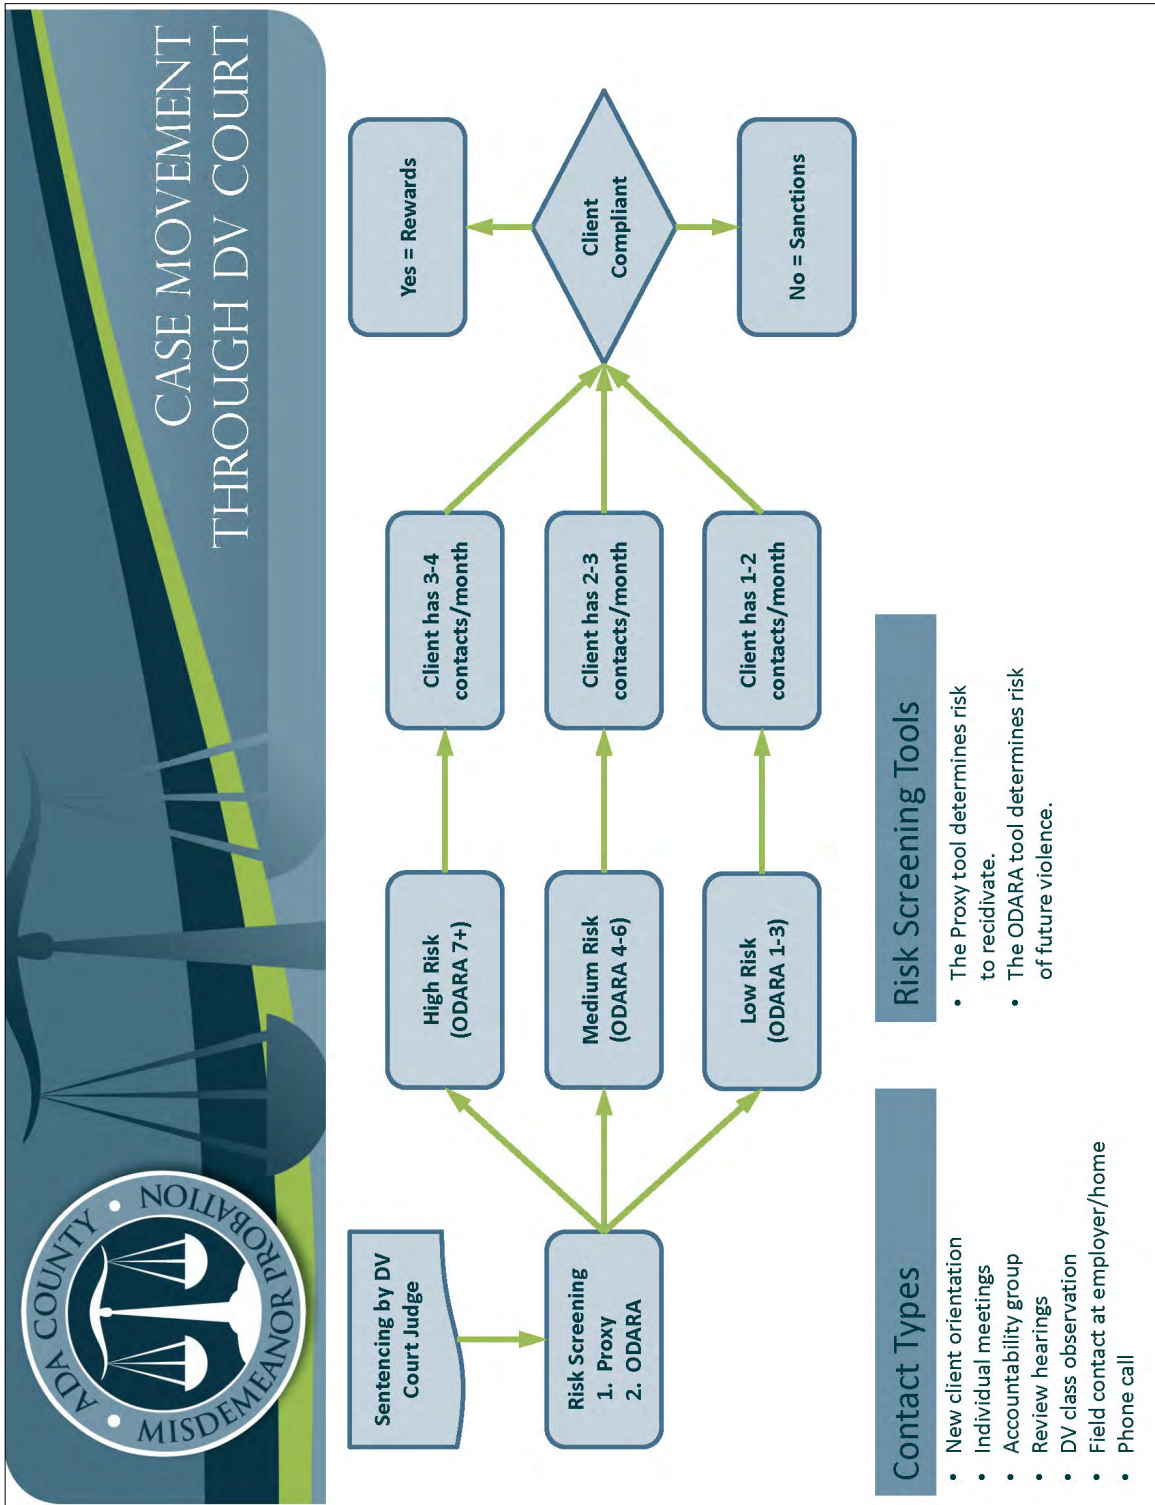 ADA COUNTY
MISDEMEANOR PROBATION
CASE MOVEMENT
THROUGH DV COURT
Sentencing by DV
Court Judge
Risk Screening
1. Proxy
2. ODARA
High Risk
(ODARA 7+)
Medium Risk
(ODARA 4-6)
Low Risk
(ODARA 1-3)
Client has 3-4
contacts/month
Client has 2-3
contacts/month
Client has 1-2
contacts/month
Yes = Rewards
Client
Compliant
No = Sanctions
Contact Types
• New client orientation
• Individual meetings
• Accountability group
• Review hearings
• DV class observation
• Field contact at employer/home
• Phone call
Risk Screening Tools
• The Proxy tool determines risk
to recidivate.
• The ODARA tool determines risk
of future violence.